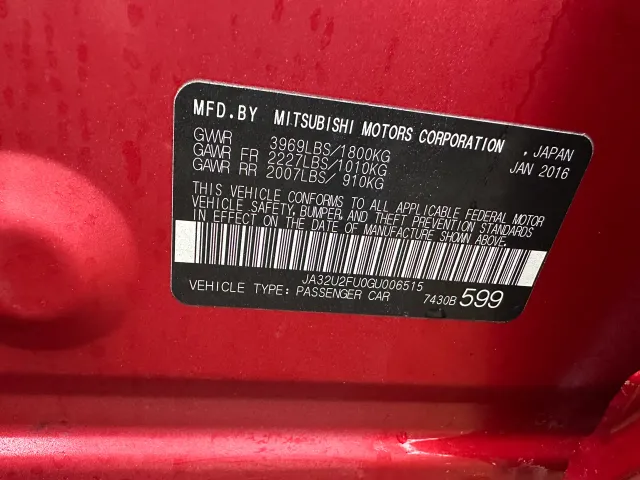 MFD.BY MITSUBISHI MOTORS CORPORATION , JAPAN
GVWR 3969LBS/1800KG JAN 2016
GAWR FR 2227LBS/1010KG
GAWR RR 2007LBS/ 910KG
THIS VEHICLE CONFORMS TO ALL APPLICABLE FEDERAL MOTOR
VEHICLE SAFETY, BUMPER, AND THEFT PREVENTION STANDARDS
IN EFFECT ON THE DATE OF MANUFACTURE SHOWN ABOVE.
JA32U2FU0GU006515
VEHICLE TYPE: PASSENGER CAR 7430B 599